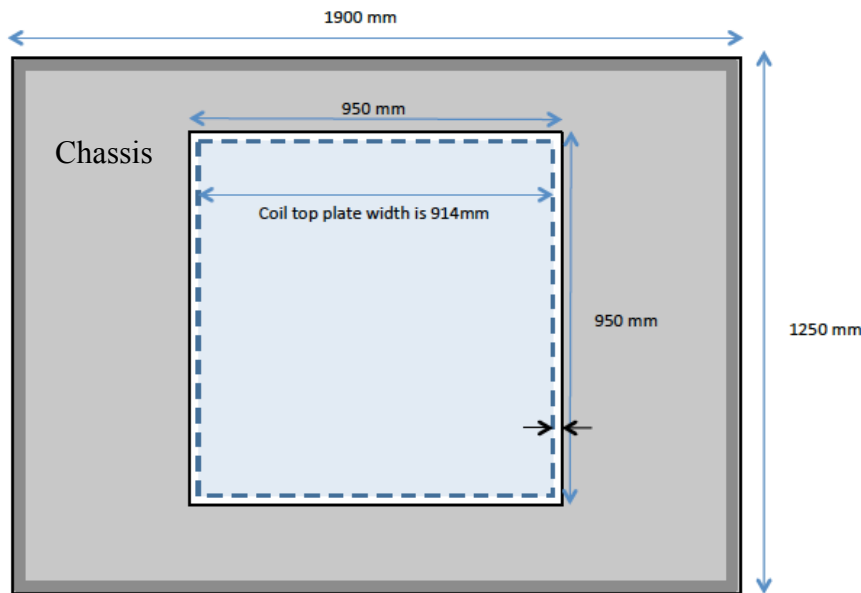 1900 mm
950 mm
Chassis
Coil top plate width is 914mm
950 mm
1250 mm